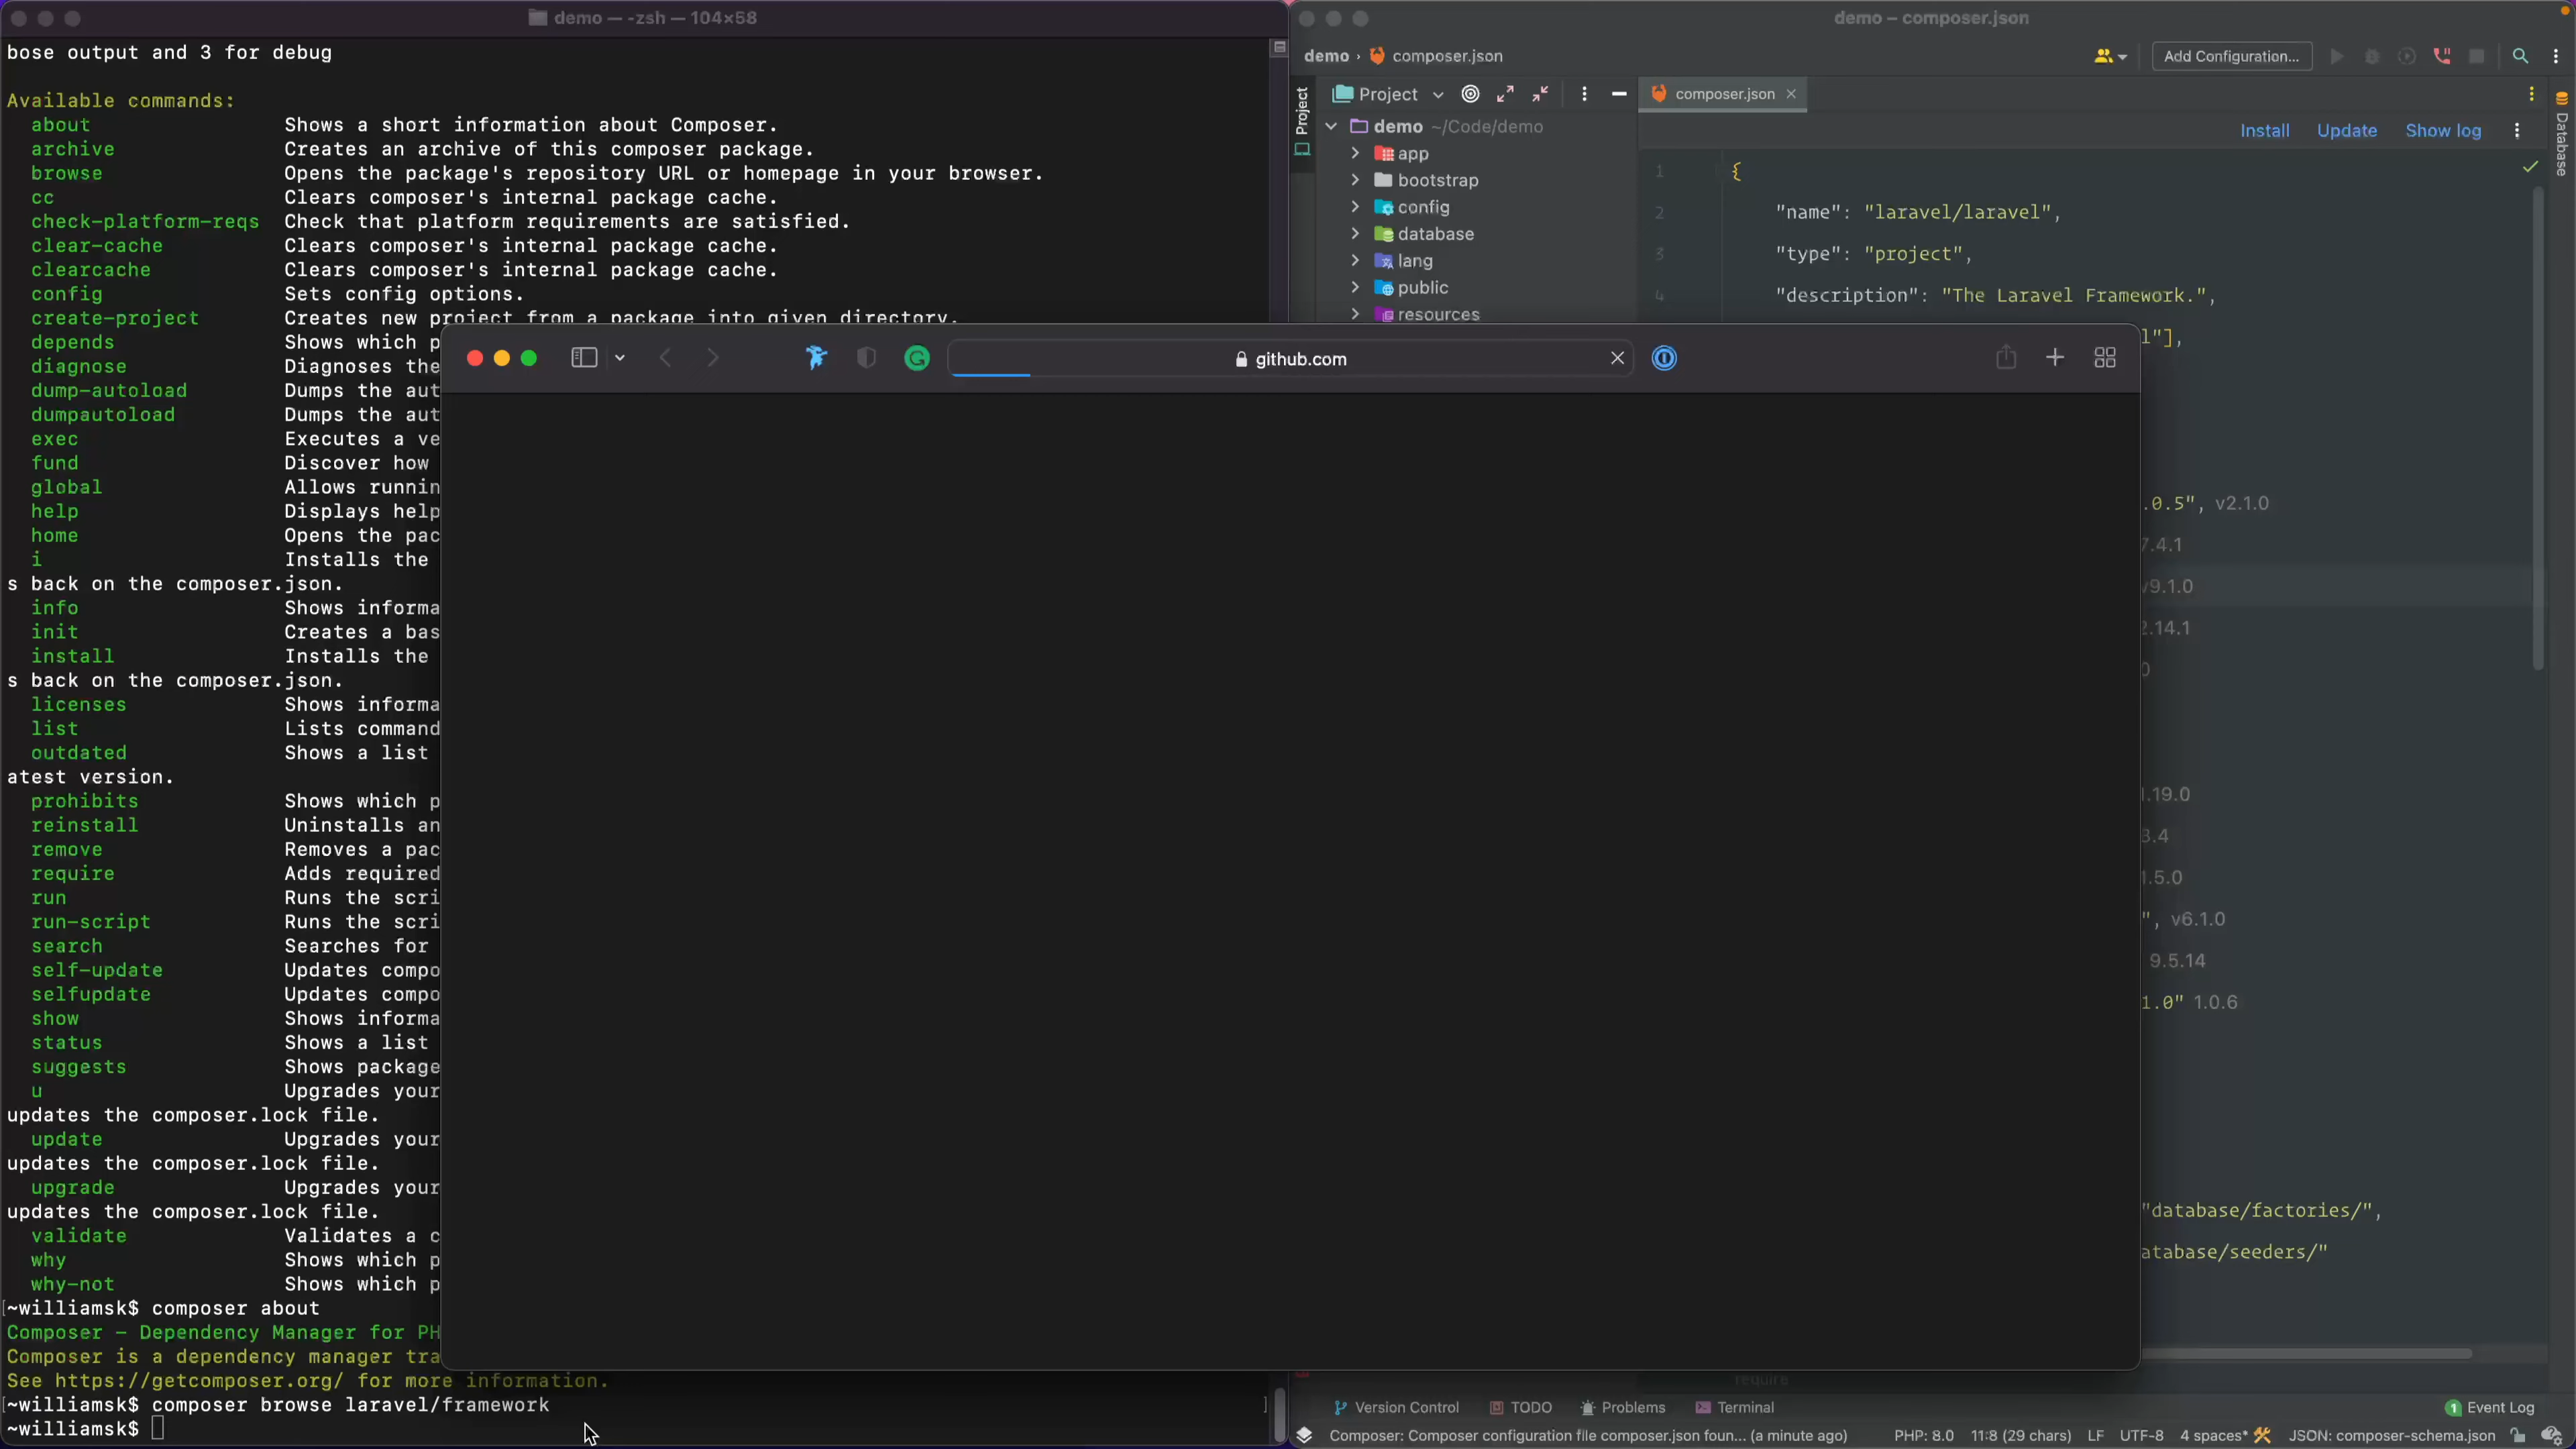 demo — -zsh — 104×58
bose output and 3 for debug
Available commands:
about Shows a short information about Composer.
archive Creates an archive of this composer package.
browse Opens the package's repository URL or homepage in your browser.
cc Clears composer's internal package cache.
check-platform-reqs Check that platform requirements are satisfied.
clear-cache Clears composer's internal package cache.
clearcache Clears composer's internal package cache.
config Sets config options.
create-project Creates new project from a package into given directory.
depends Shows which p
diagnose Diagnoses the
dump-autoload Dumps the aut
dumpautoload Dumps the aut
exec Executes a ve
fund Discover how
global Allows runnin
help Displays help
home Opens the pac
i Installs the
s back on the composer.json.
info Shows informa
init Creates a bas
install Installs the
s back on the composer.json.
licenses Shows informa
list Lists command
outdated Shows a list
atest version.
prohibits Shows which p
reinstall Uninstalls an
remove Removes a pac
require Adds required
run Runs the scri
run-script Runs the scri
search Searches for
self-update Updates compo
selfupdate Updates compo
show Shows informa
status Shows a list
suggests Shows package
u Upgrades your
updates the composer.lock file.
update Upgrades your
updates the composer.lock file.
upgrade Upgrades your
updates the composer.lock file.
validate Validates a c
why Shows which p
why-not Shows which p
[~williamsk$ composer about
Composer - Dependency Manager for PH
Composer is a dependency manager tra
See https://getcomposer.org/ for more information.
[~williamsk$ composer browse laravel/framework ]
~williamsk$
github.com
demo – composer.json
demo › composer.json
Add Configuration...
Project
Project
composer.json
Database
demo ~/Code/demo
app
bootstrap
config
database
lang
public
resources
Install Update Show log
1 {
2 "name": "laravel/laravel",
3 "type": "project",
4 "description": "The Laravel Framework.",
l"],
.0.5", v2.1.0
7.4.1
v9.1.0
2.14.1
0
1.19.0
3.4
1.5.0
", v6.1.0
9.5.14
1.0" 1.0.6
"database/factories/",
atabase/seeders/"
require
Version Control TODO Problems Terminal
1 Event Log
Composer: Composer configuration file composer.json foun... (a minute ago)
PHP: 8.0 11:8 (29 chars) LF UTF-8 4 spaces* JSON: composer-schema.json